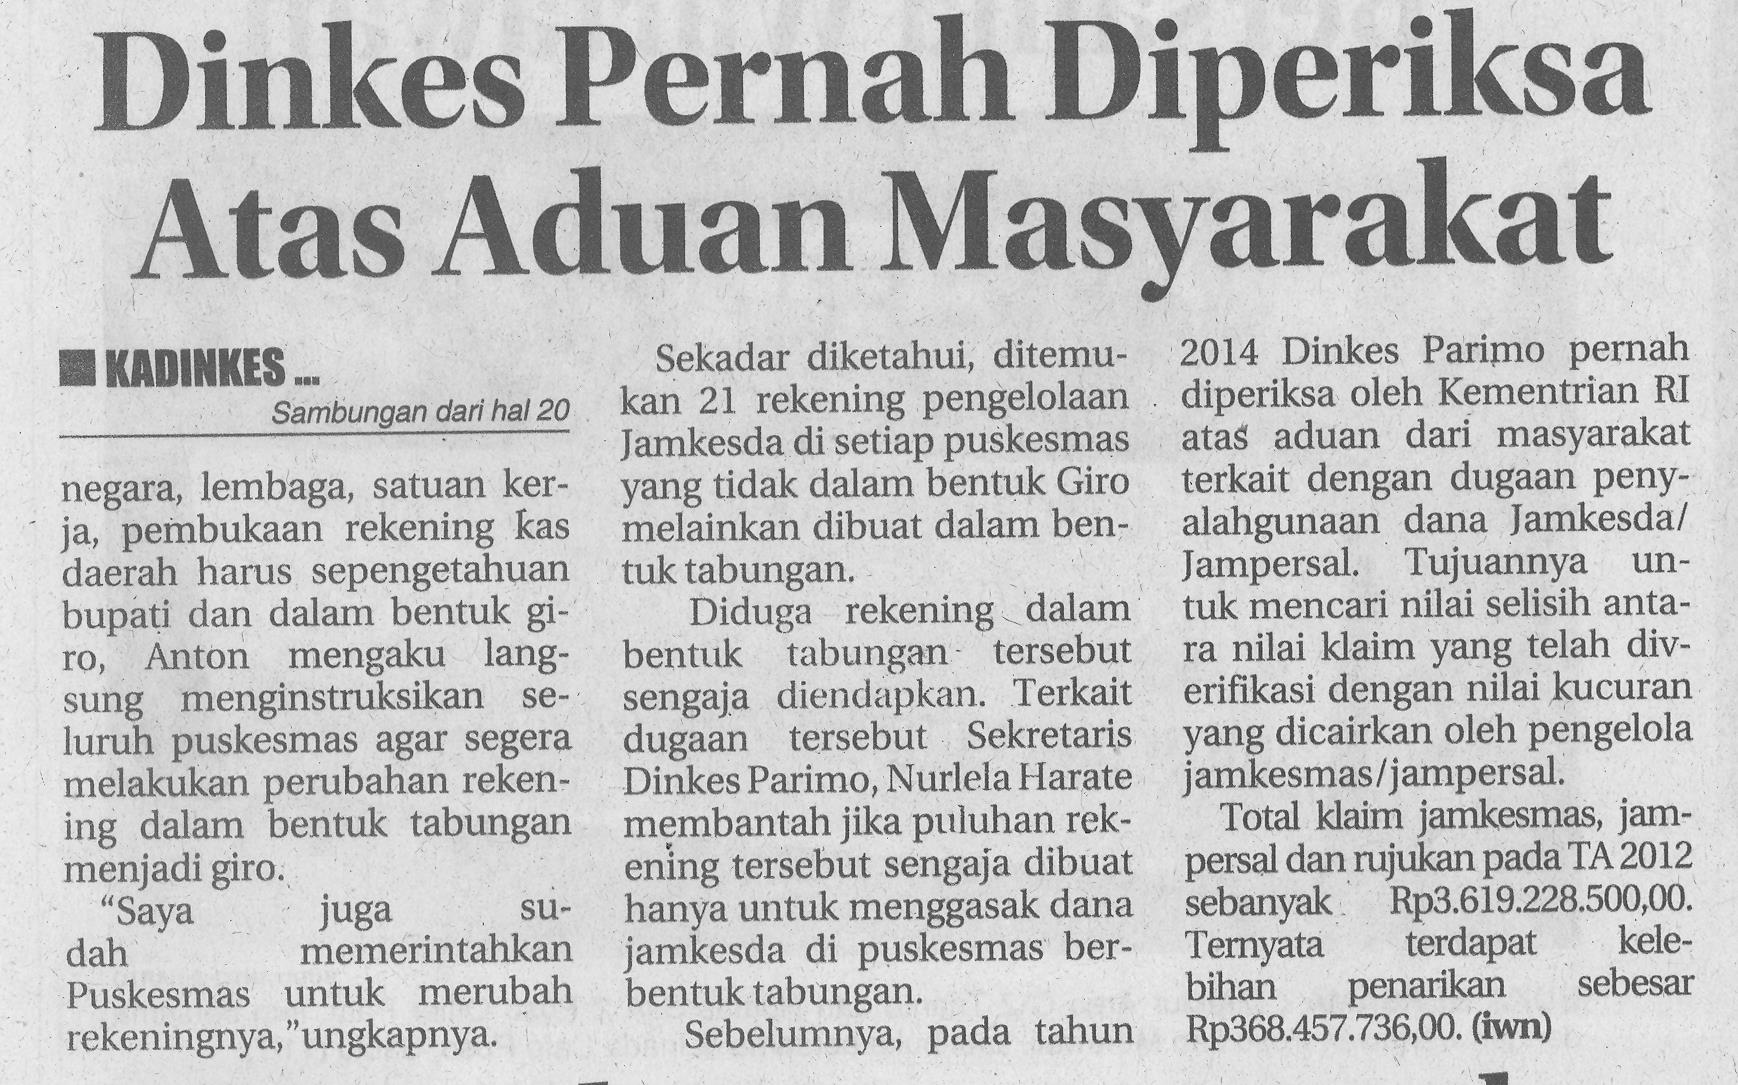 Dinkes Pernah Diperiksa
Atas Aduan Masyarakat
KADINKES ...
Sambungan dari hal 20
negara, lembaga, satuan ker-
ja, pembukaan rekening kas
daerah harus sepengetahuan
bupati dan dalam bentuk gi-
ro, Anton mengaku lang-
sung menginstruksikan se-
luruh puskesmas agar segera
melakukan perubahan reken-
ing dalam bentuk tabungan
menjadi giro.
“Saya juga su-
dah memerintahkan
Puskesmas untuk merubah
rekeningnya,”ungkapnya.
Sekadar diketahui, ditemu-
kan 21 rekening pengelolaan
Jamkesda di setiap puskesmas
yang tidak dalam bentuk Giro
melainkan dibuat dalam ben-
tuk tabungan.
Diduga rekening dalam
bentuk tabungan tersebut
sengaja diendapkan. Terkait
dugaan tersebut Sekretaris
Dinkes Parimo, Nurlela Harate
membantah jika puluhan rek-
ening tersebut sengaja dibuat
hanya untuk menggasak dana
jamkesda di puskesmas ber-
bentuk tabungan.
Sebelumnya, pada tahun
2014 Dinkes Parimo pernah
diperiksa oleh Kementrian RI
atas aduan dari masyarakat
terkait dengan dugaan peny-
alahgunaan dana Jamkesda/
Jampersal. Tujuannya un-
tuk mencari nilai selisih anta-
ra nilai klaim yang telah div-
erifikasi dengan nilai kucuran
yang dicairkan oleh pengelola
jamkesmas/jampersal.
Total klaim jamkesmas, jam-
persal dan rujukan pada TA 2012
sebanyak Rp3.619.228.500,00.
Ternyata terdapat kele-
bihan penarikan sebesar
Rp368.457.736,00. (iwn)